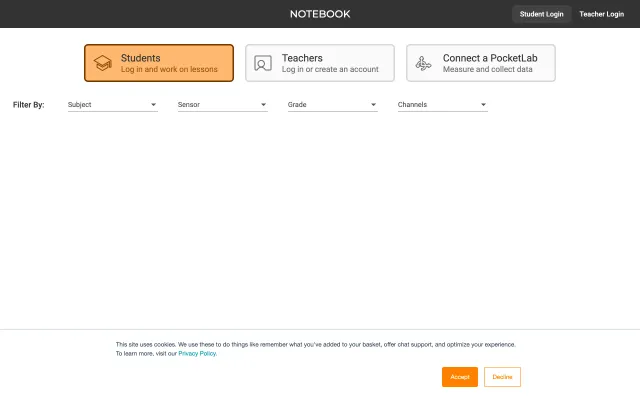 NOTEBOOK
Student Login
Teacher Login
Students
Log in and work on lessons
Teachers
Log in or create an account
Connect a PocketLab
Measure and collect data
Filter By:
Subject
Sensor
Grade
Channels
This site uses cookies. We use these to do things like remember what you've added to your basket, offer chat support, and optimize your experience.
To learn more, visit our Privacy Policy.
Accept
Decline